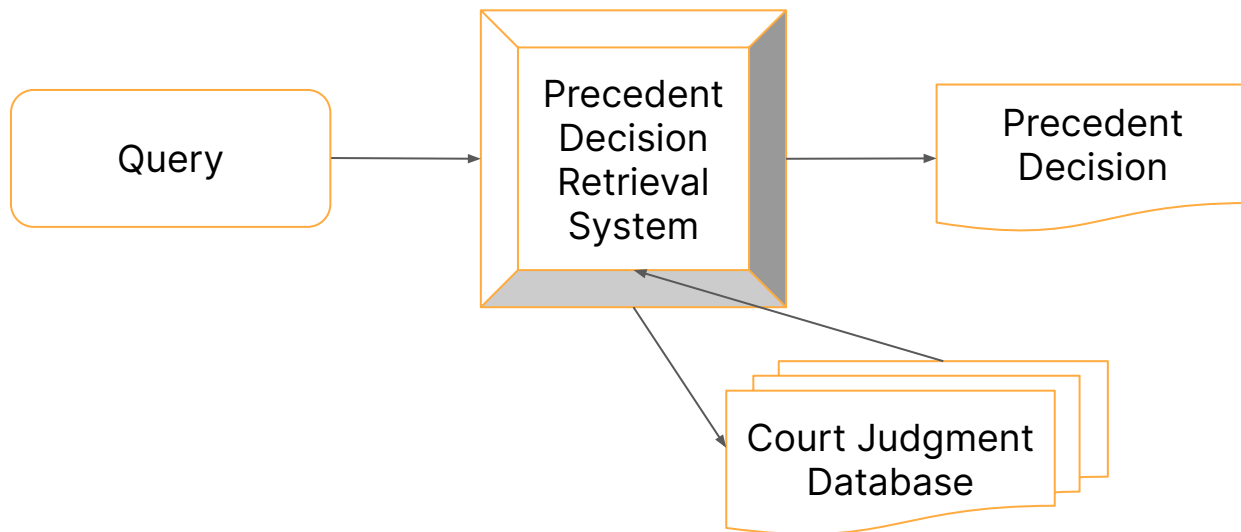 Query
Precedent
Decision
Retrieval
System
Precedent
Decision
Court Judgment
Database